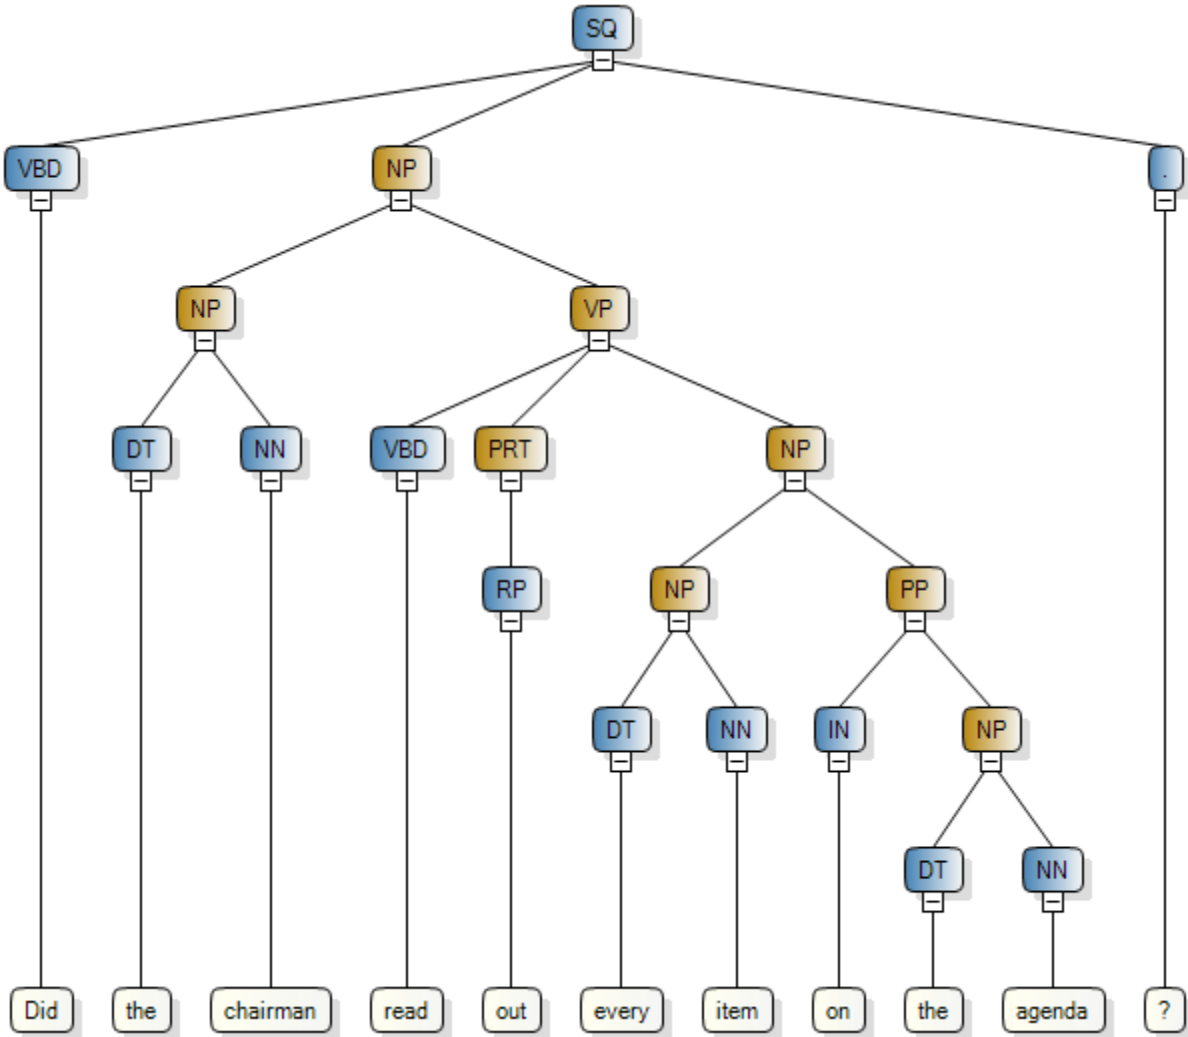 SQ
VBD NP .
NP VP
DT NN VBD PRT NP
RP NP PP
DT NN IN NP
DT NN
Did the chairman read out every item on the agenda ?